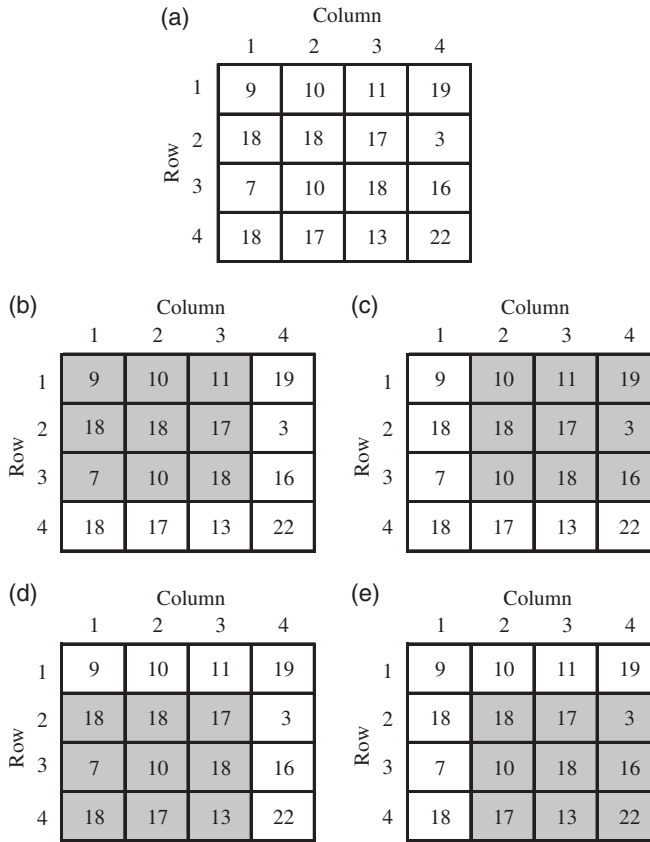 (a) Column
1 2 3 4
1 9 10 11 19
2 18 18 17 3
Row
3 7 10 18 16
4 18 17 13 22
(b) Column
1 2 3 4
1 9 10 11 19
2 18 18 17 3
Row
3 7 10 18 16
4 18 17 13 22
(c) Column
1 2 3 4
1 9 10 11 19
2 18 17 3 18
Row
3 7 10 18 16
4 18 17 13 22
(d) Column
1 2 3 4
1 9 10 11 19
2 18 18 17 3
Row
3 7 10 18 16
4 18 17 13 22
(e) Column
1 2 3 4
1 9 10 11 19
2 18 18 17 3
Row
3 7 10 18 16
4 18 17 13 22